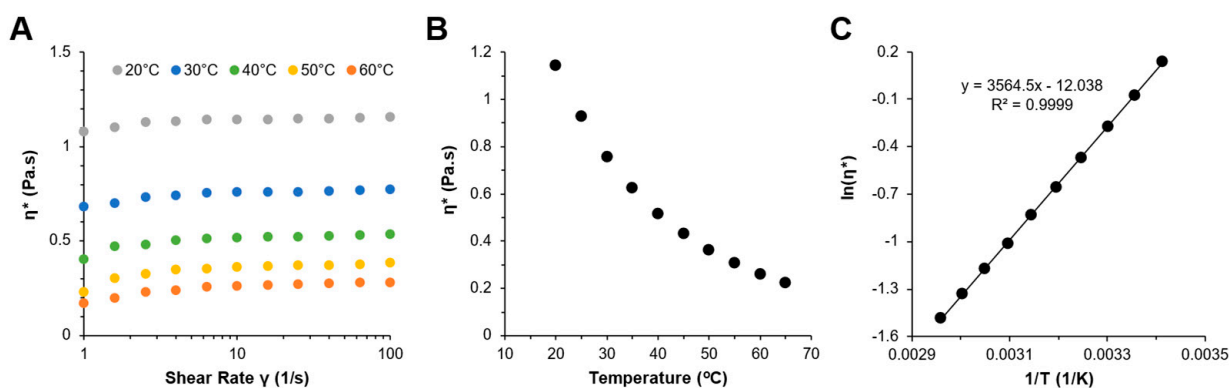 A
1.5
1
0.5
0
20°C 30°C 40°C 50°C 60°C
η* (Pa.s)
1 10 100
Shear Rate γ (1/s)
B
1.2
1
0.8
0.6
0.4
0.2
0
η* (Pa.s)
10 20 30 40 50 60 70
Temperature (ºC)
C
0.2
-0.1
-0.4
-0.7
-1
-1.3
-1.6
ln(η*)
y = 3564.5x - 12.038
R² = 0.9999
0.0029 0.0031 0.0033 0.0035
1/T (1/K)